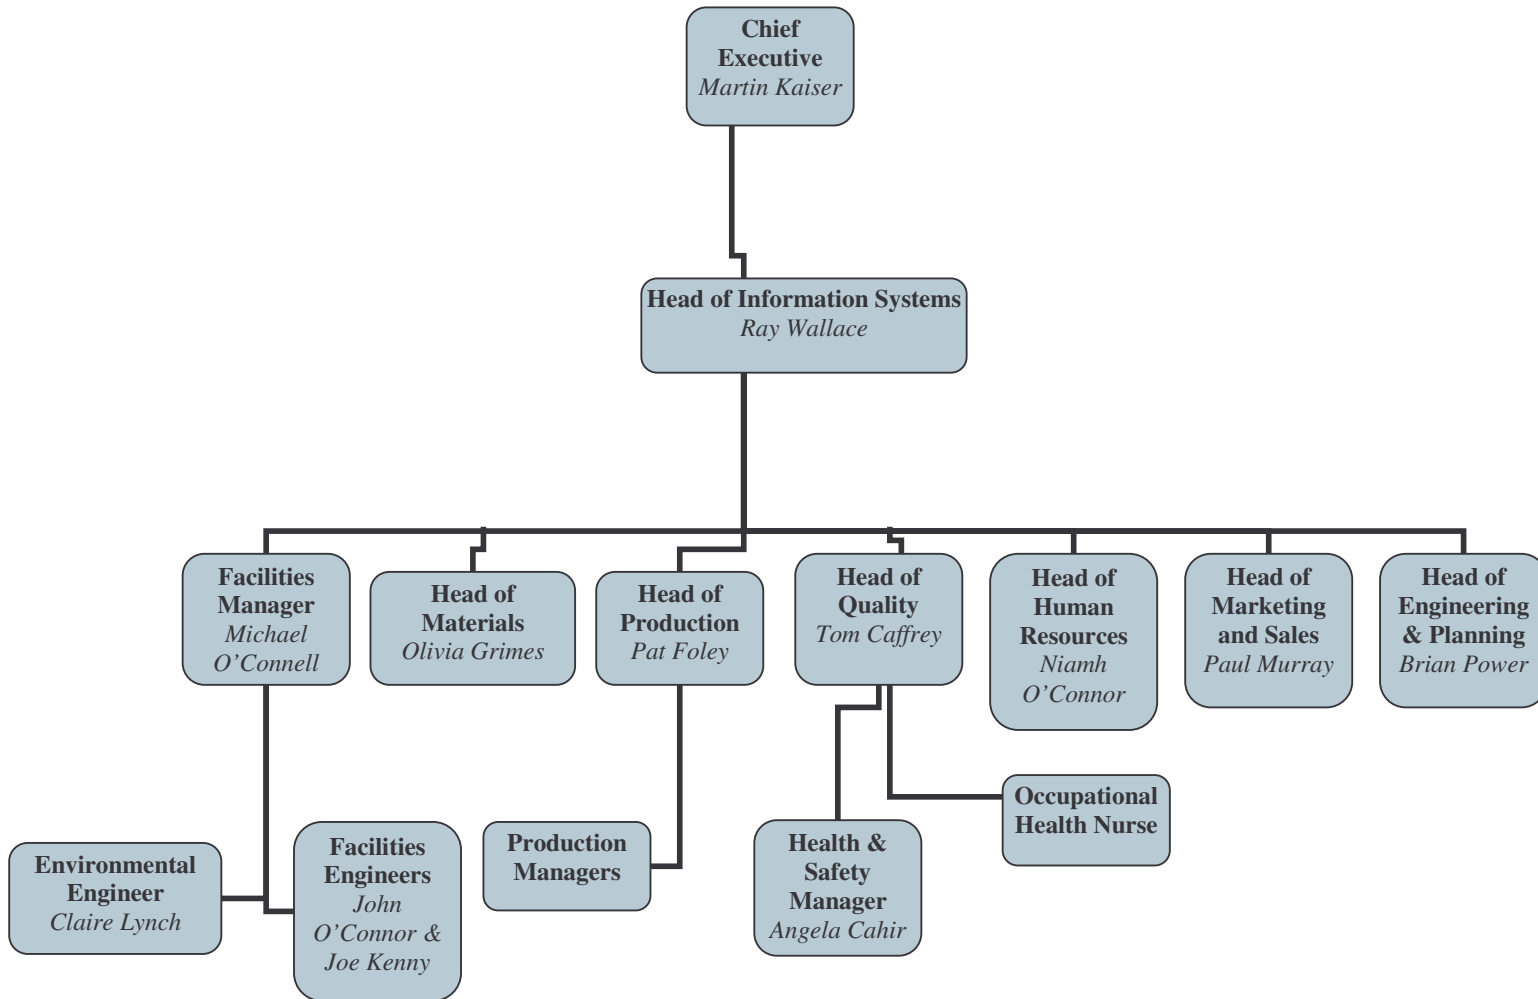 Chief
Executive
Martin Kaiser
Head of Information Systems
Ray Wallace
Facilities
Manager
Michael
O’Connell
Head of
Materials
Olivia Grimes
Head of
Production
Pat Foley
Head of
Quality
Tom Caffrey
Head of
Human
Resources
Niamh
O’Connor
Head of
Marketing
and Sales
Paul Murray
Head of
Engineering
& Planning
Brian Power
Environmental
Engineer
Claire Lynch
Facilities
Engineers
John
O’Connor &
Joe Kenny
Production
Managers
Health &
Safety
Manager
Angela Cahir
Occupational
Health Nurse